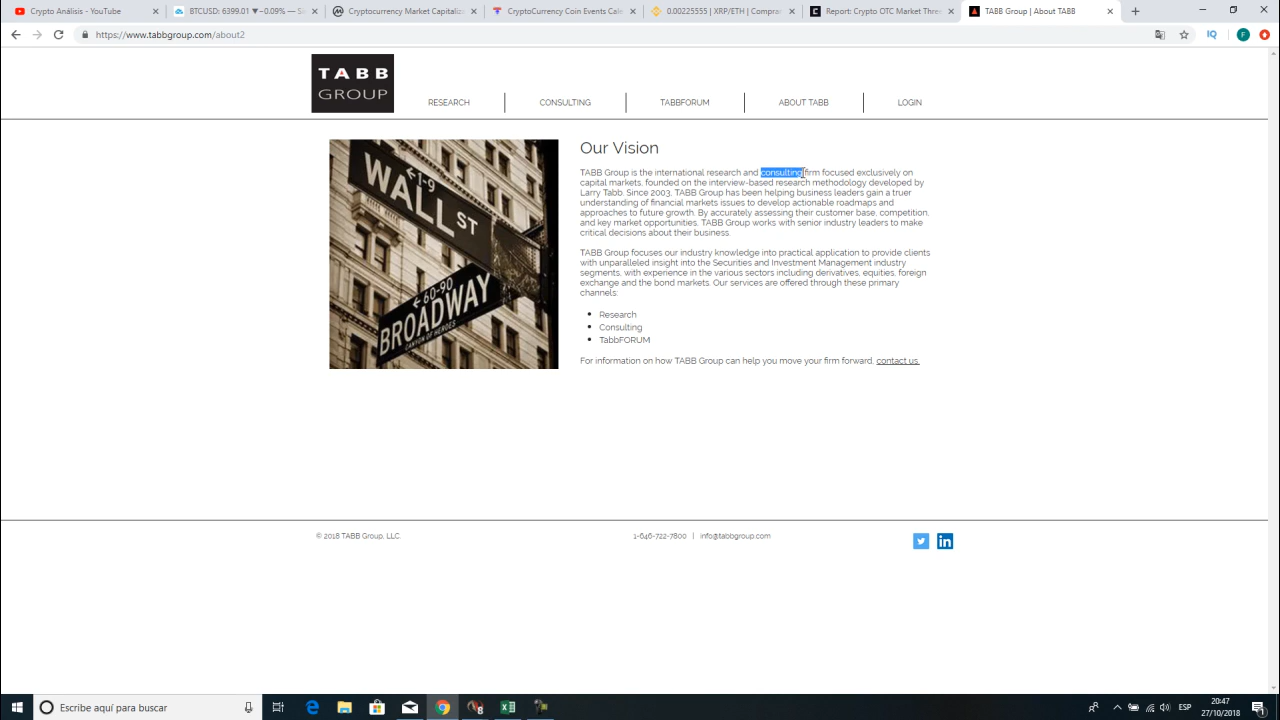 Crypto Análisis - YouTube
BTCUSD: 6399.01 ▼−0.09% — S
Cryptocurrency Market Capitaliz
CryptoCurrency Coin Events Cale
0.00225555 | XRP/ETH | Compra
Report: Crypto OTC Market Thre
TABB Group | About TABB
https://www.tabbgroup.com/about2
TABB
GROUP
RESEARCH
CONSULTING
TABBFORUM
ABOUT TABB
LOGIN
1-9
WALL ST
60-90
BROADWAY
CANYON OF HEROES
Our Vision
TABB Group is the international research and consulting firm focused exclusively on
capital markets, founded on the interview-based research methodology developed by
Larry Tabb. Since 2003, TABB Group has been helping business leaders gain a truer
understanding of financial markets issues to develop actionable roadmaps and
approaches to future growth. By accurately assessing their customer base, competition,
and key market opportunities, TABB Group works with senior industry leaders to make
critical decisions about their business.
TABB Group focuses our industry knowledge into practical application to provide clients
with unparalleled insight into the Securities and Investment Management industry
segments, with experience in the various sectors including derivatives, equities, foreign
exchange and the bond markets. Our services are offered through these primary
channels:
Research
Consulting
TabbFORUM
For information on how TABB Group can help you move your firm forward, contact us.
© 2018 TABB Group, LLC.
1-646-722-7800 | info@tabbgroup.com
Escribe aquí para buscar
ESP
20:47
27/10/2018